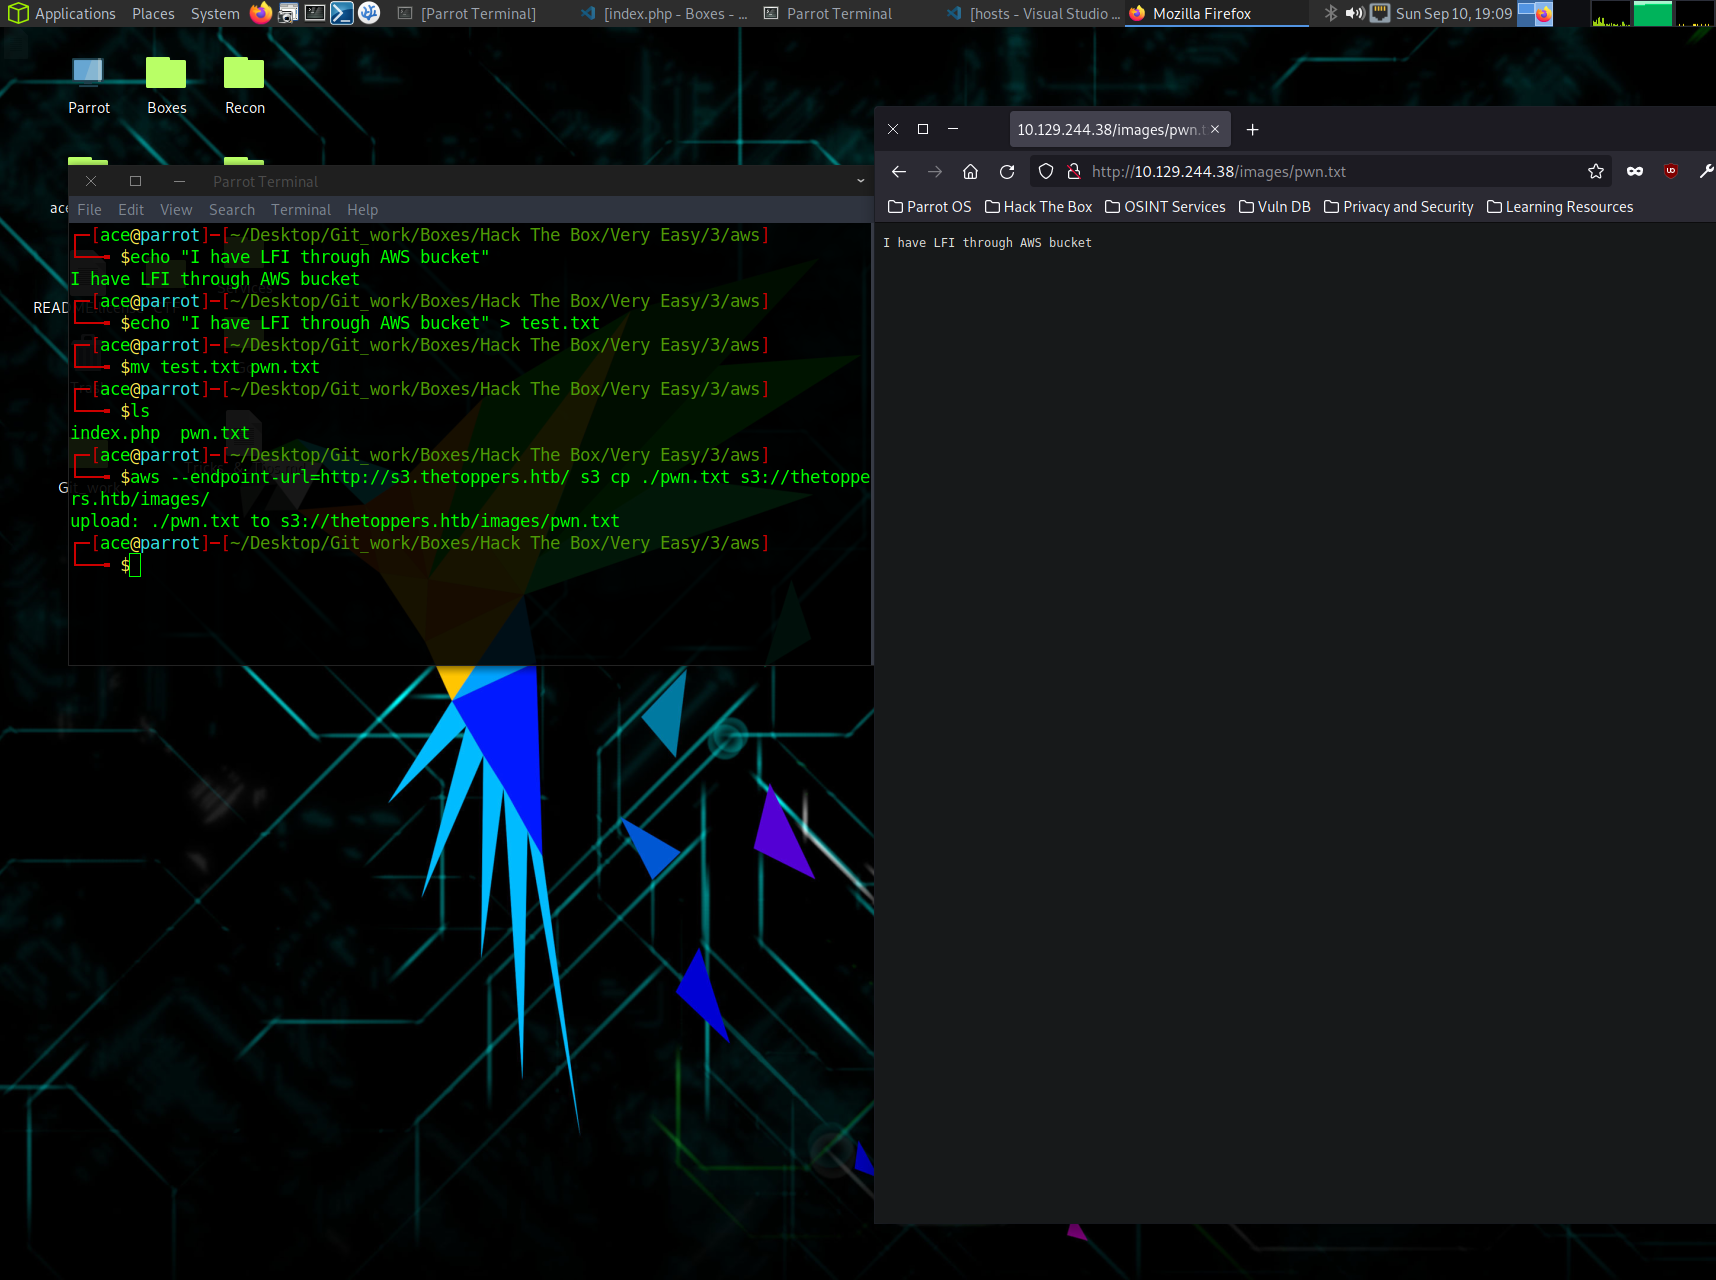 Applications Places System [Parrot Terminal] [index.php - Boxes - ... Parrot Terminal [hosts - Visual Studio ... Mozilla Firefox Sun Sep 10, 19:09
Parrot Boxes Recon
ace
READ
G
Parrot Terminal
File Edit View Search Terminal Help
┌─[ace@parrot]─[~/Desktop/Git_work/Boxes/Hack The Box/Very Easy/3/aws]
└──╼ $echo "I have LFI through AWS bucket"
I have LFI through AWS bucket
┌─[ace@parrot]─[~/Desktop/Git_work/Boxes/Hack The Box/Very Easy/3/aws]
└──╼ $echo "I have LFI through AWS bucket" > test.txt
┌─[ace@parrot]─[~/Desktop/Git_work/Boxes/Hack The Box/Very Easy/3/aws]
└──╼ $mv test.txt pwn.txt
┌─[ace@parrot]─[~/Desktop/Git_work/Boxes/Hack The Box/Very Easy/3/aws]
└──╼ $ls
index.php  pwn.txt
┌─[ace@parrot]─[~/Desktop/Git_work/Boxes/Hack The Box/Very Easy/3/aws]
└──╼ $aws --endpoint-url=http://s3.thetoppers.htb/ s3 cp ./pwn.txt s3://thetoppe
rs.htb/images/
upload: ./pwn.txt to s3://thetoppers.htb/images/pwn.txt
┌─[ace@parrot]─[~/Desktop/Git_work/Boxes/Hack The Box/Very Easy/3/aws]
└──╼ $
10.129.244.38/images/pwn.t
http://10.129.244.38/images/pwn.txt
Parrot OS Hack The Box OSINT Services Vuln DB Privacy and Security Learning Resources
I have LFI through AWS bucket